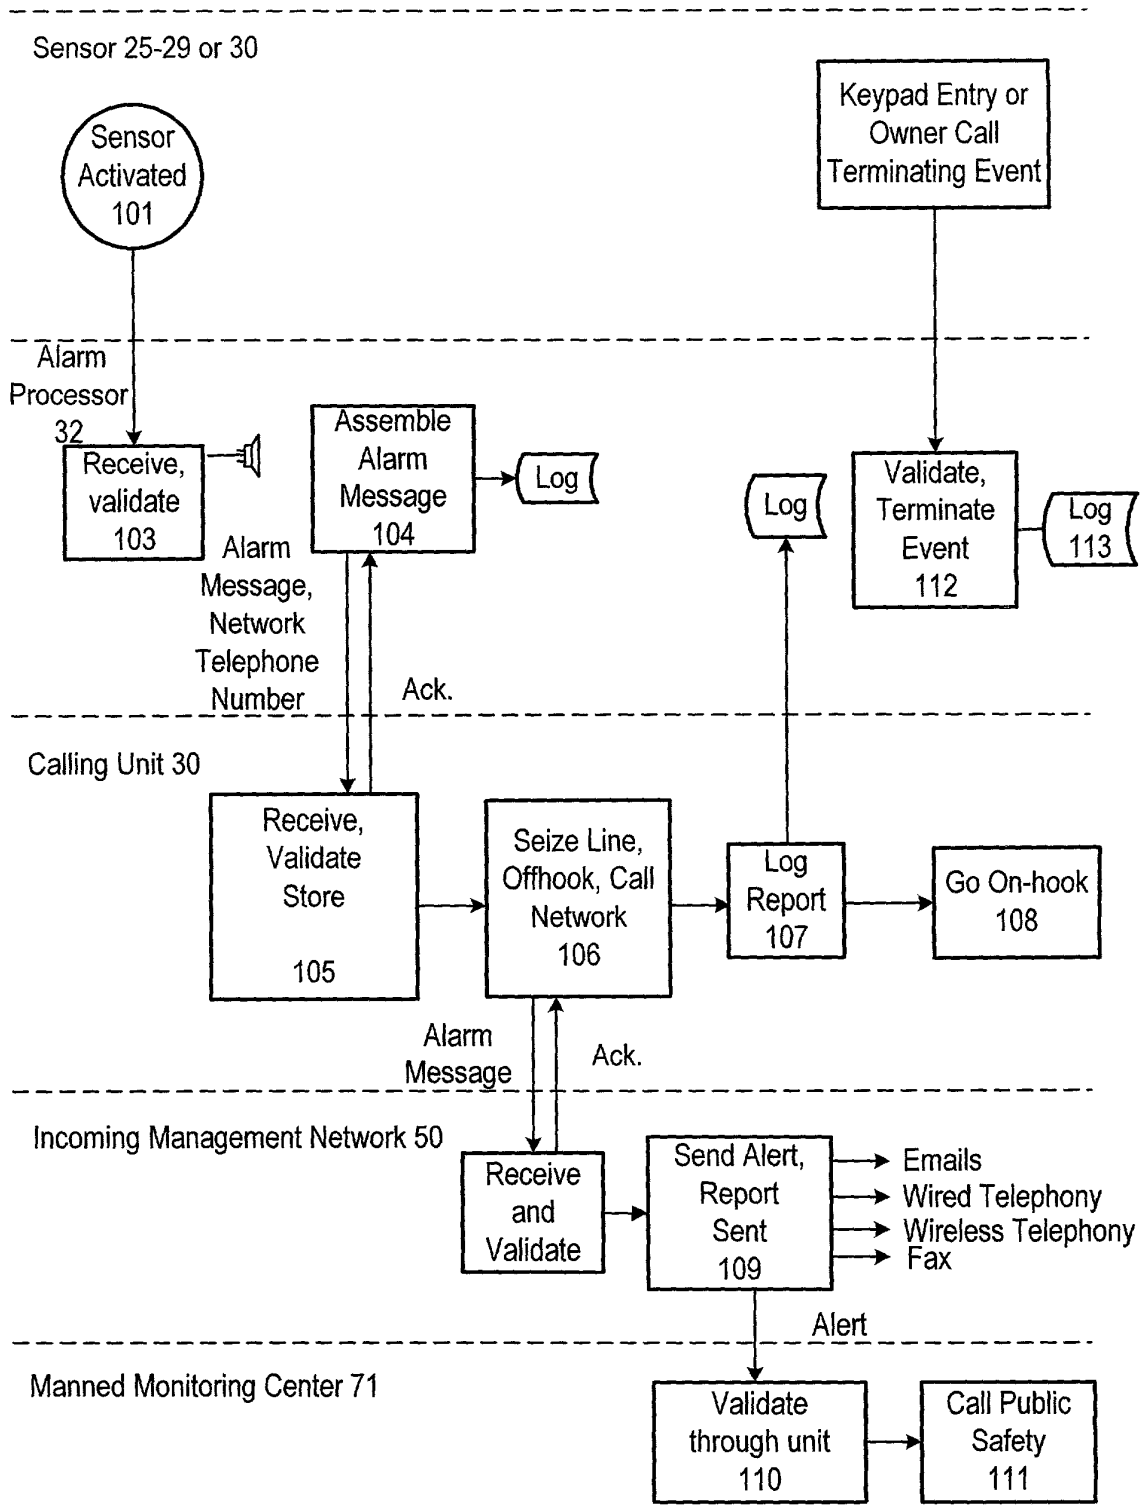 Sensor 25-29 or 30
Sensor
Activated
101
Keypad Entry or
Owner Call
Terminating Event
Alarm
Processor
32
Receive,
validate
103
Assemble
Alarm
Message
104
Log
Log
Validate,
Terminate
Event
112
Log
113
Alarm
Message,
Network
Telephone
Number
Ack.
Calling Unit 30
Receive,
Validate
Store
105
Seize Line,
Offhook, Call
Network
106
Log
Report
107
Go On-hook
108
Alarm
Message
Ack.
Incoming Management Network 50
Receive
and
Validate
Send Alert,
Report
Sent
109
Emails
Wired Telephony
Wireless Telephony
Fax
Alert
Manned Monitoring Center 71
Validate
through unit
110
Call Public
Safety
111